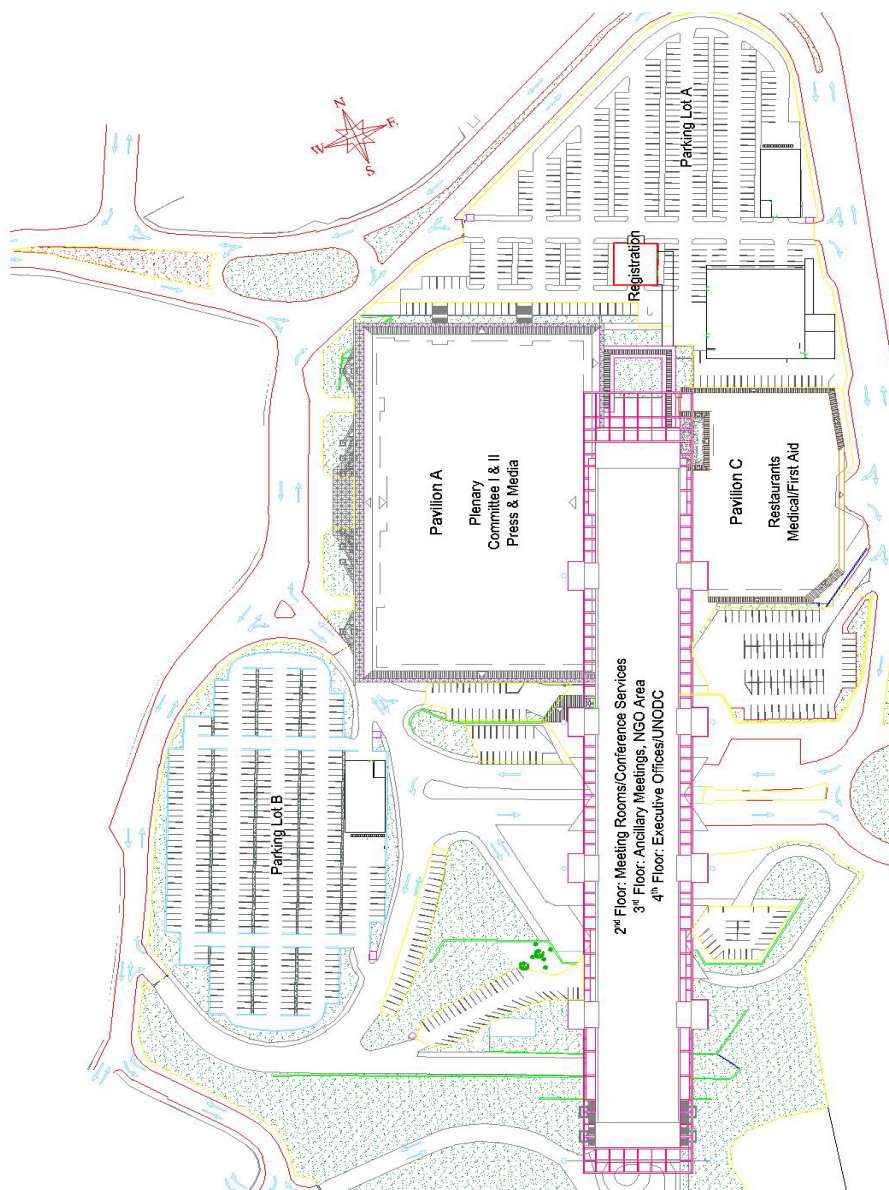 N
E
W
S
Parking Lot A
Registration
Pavilion A
Plenary
Committee I & II
Press & Media
Pavilion C
Restaurants
Medical/First Aid
Parking Lot B
2nd Floor: Meeting Rooms/Conference Services
3rd Floor: Ancillary Meetings, NGO Area
4th Floor: Executive Offices/UNODC